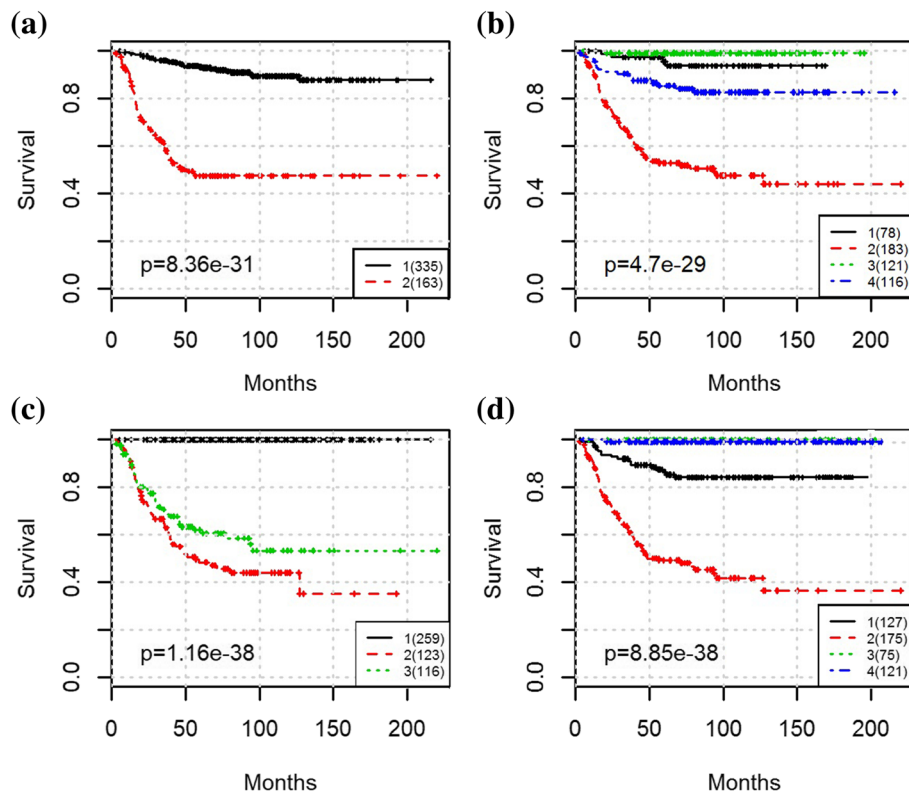 (a)
Survival
0.0 0.4 0.8
p=8.36e-31
1(335)
2(163)
0 50 100 150 200
Months
(b)
Survival
0.0 0.4 0.8
p=4.7e-29
1(78)
2(183)
3(121)
4(116)
0 50 100 150 200
Months
(c)
Survival
0.0 0.4 0.8
p=1.16e-38
1(259)
2(123)
3(116)
0 50 100 150 200
Months
(d)
Survival
0.0 0.4 0.8
p=8.85e-38
1(127)
2(175)
3(75)
4(121)
0 50 100 150 200
Months